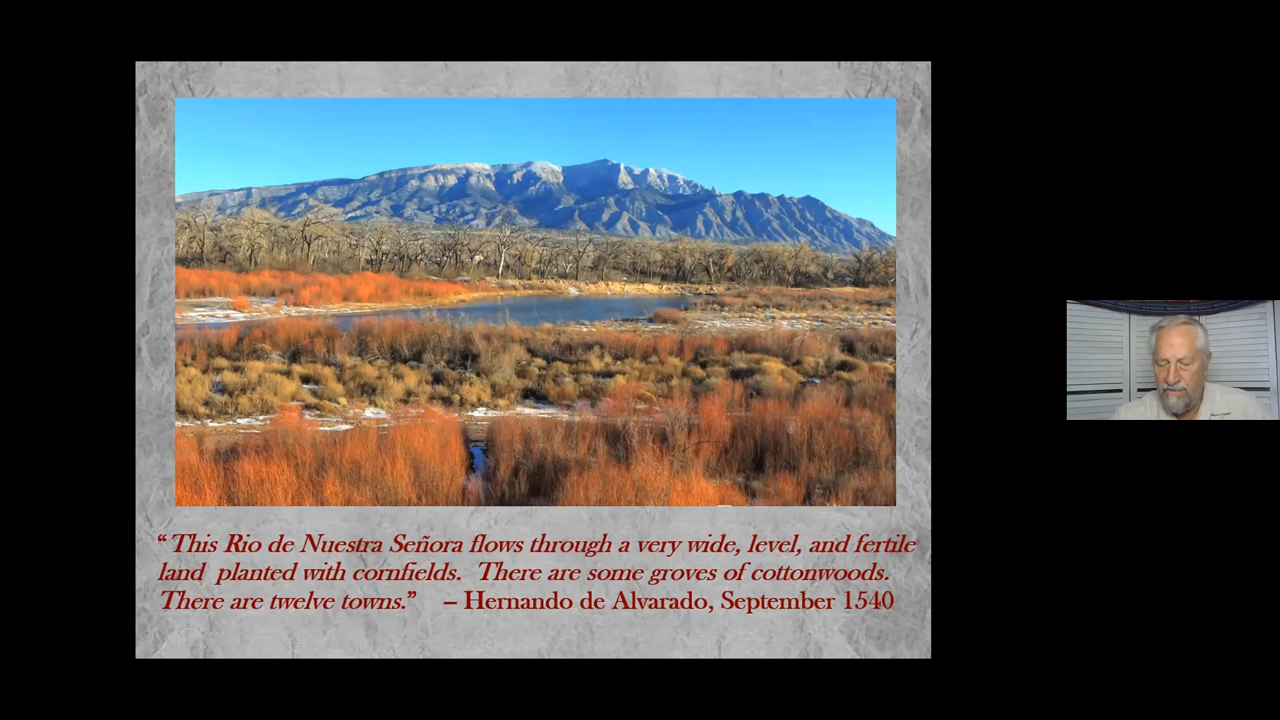 “This Rio de Nuestra Señora flows through a very wide, level, and fertile
land planted with cornfields. There are some groves of cottonwoods.
There are twelve towns.” – Hernando de Alvarado, September 1540